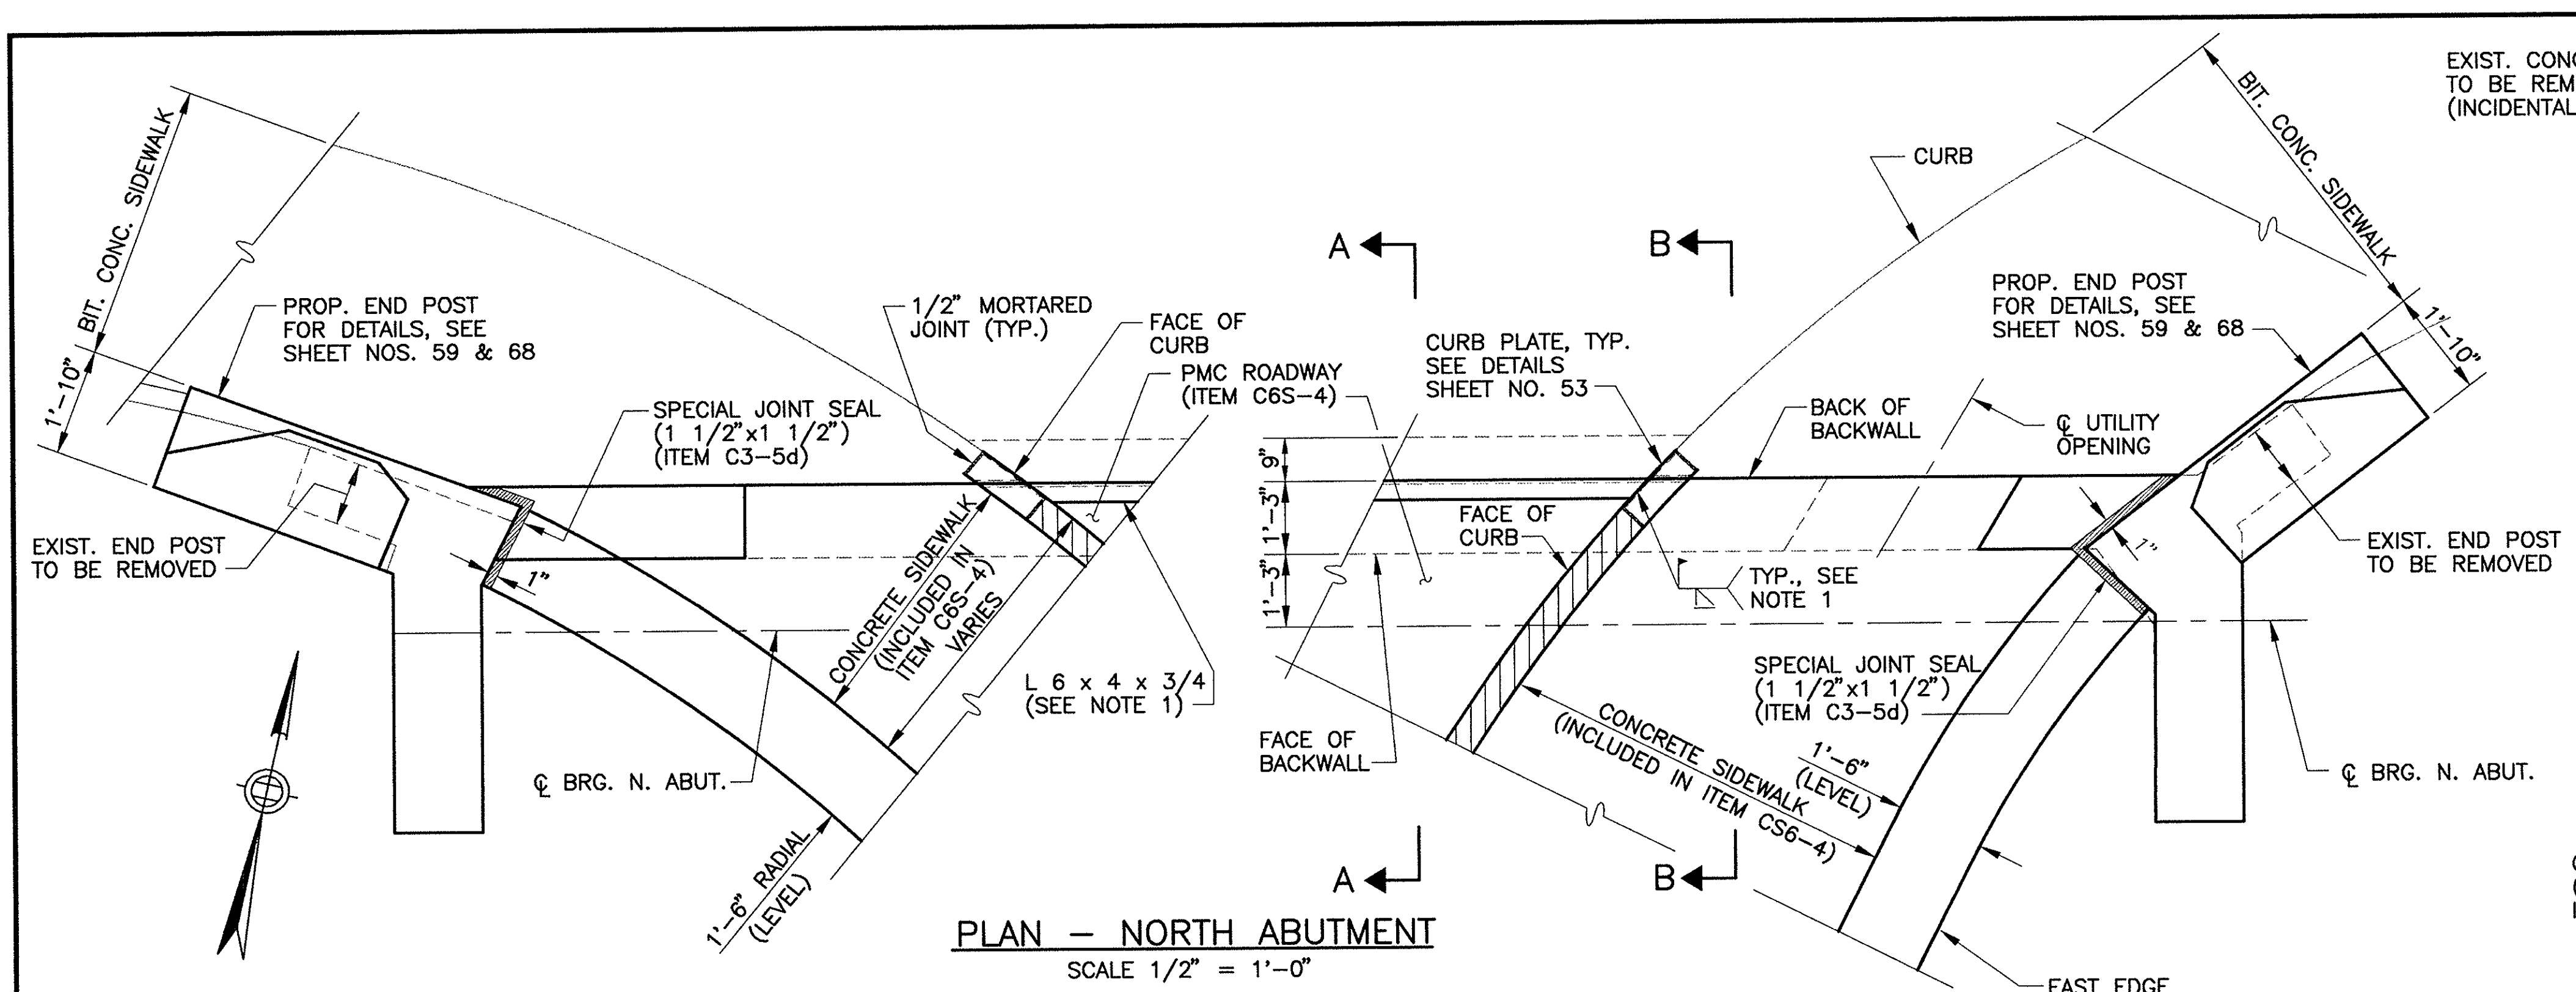 EXIST. CONC
TO BE REM
(INCIDENTAL
BIT. CONC. SIDEWALK
1'-10"
PROP. END POST
FOR DETAILS, SEE
SHEET NOS. 59 & 68
SPECIAL JOINT SEAL
(1 1/2"x1 1/2")
(ITEM C3-5d)
EXIST. END POST
TO BE REMOVED
1"
1/2" MORTARED
JOINT (TYP.)
FACE OF
CURB
PMC ROADWAY
(ITEM C6S-4)
CONCRETE SIDEWALK
(INCLUDED IN
ITEM C6S-4)
VARIES
L 6 x 4 x 3/4
(SEE NOTE 1)
℄ BRG. N. ABUT.
1'-6" RADIAL
(LEVEL)
A
B
CURB
BIT. CONC. SIDEWALK
1'-10"
PROP. END POST
FOR DETAILS, SEE
SHEET NOS. 59 & 68
CURB PLATE, TYP.
SEE DETAILS
SHEET NO. 53
BACK OF
BACKWALL
℄ UTILITY
OPENING
9"
1'-3"
1'-3"
FACE OF
CURB
TYP., SEE
NOTE 1
1"
EXIST. END POST
TO BE REMOVED
SPECIAL JOINT SEAL
(1 1/2"x1 1/2")
(ITEM C3-5d)
FACE OF
BACKWALL
CONCRETE SIDEWALK
(INCLUDED IN ITEM CS6-4)
1'-6"
(LEVEL)
℄ BRG. N. ABUT.
A
B
PLAN - NORTH ABUTMENT
SCALE 1/2" = 1'-0"
EAST EDGE